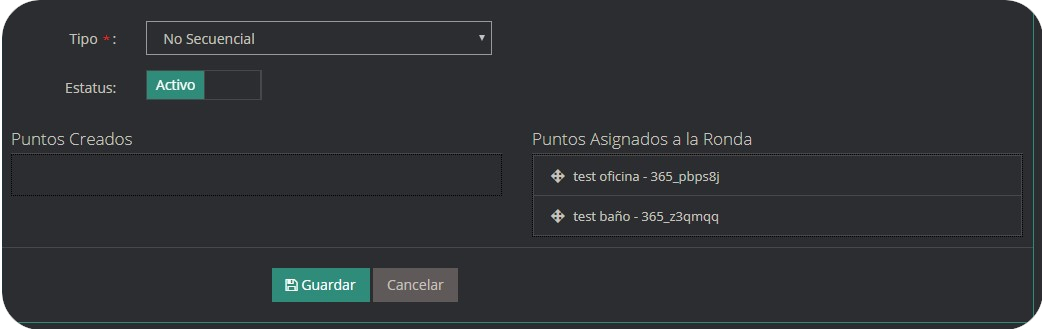 Tipo * :
No Secuencial
Estatus:
Activo
Puntos Creados
Puntos Asignados a la Ronda
test oficina - 365_pbps8j
test baño - 365_z3qmqq
Guardar
Cancelar